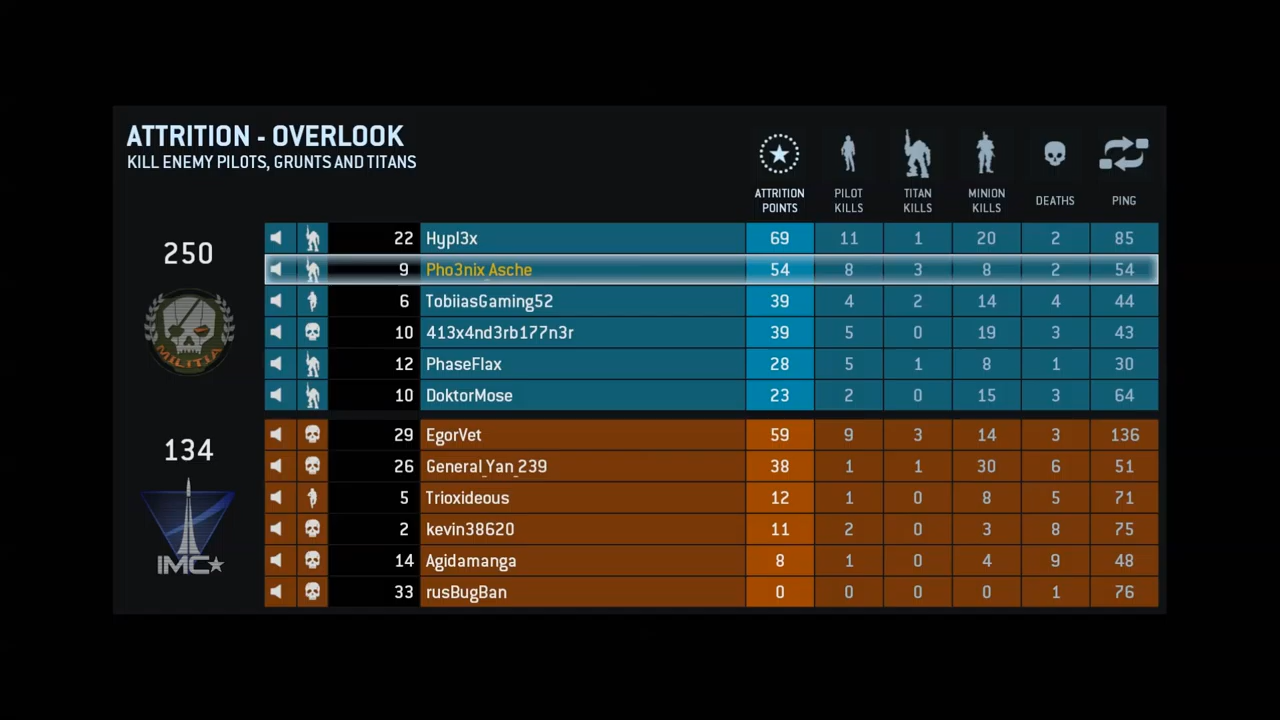 ATTRITION - OVERLOOK
KILL ENEMY PILOTS, GRUNTS AND TITANS
ATTRITION POINTS PILOT KILLS TITAN KILLS MINION KILLS DEATHS PING
250
MILITIA
22 Hypl3x 69 11 1 20 2 85
9 Pho3nix_Asche 54 8 3 8 2 54
6 TobiiasGaming52 39 4 2 14 4 44
10 413x4nd3rb177n3r 39 5 0 19 3 43
12 PhaseFlax 28 5 1 8 1 30
10 DoktorMose 23 2 0 15 3 64
134
IMC
29 EgorVet 59 9 3 14 3 136
26 General_Yan_239 38 1 1 30 6 51
5 Trioxideous 12 1 0 8 5 71
2 kevin38620 11 2 0 3 8 75
14 Agidamanga 8 1 0 4 9 48
33 rusBugBan 0 0 0 0 1 76